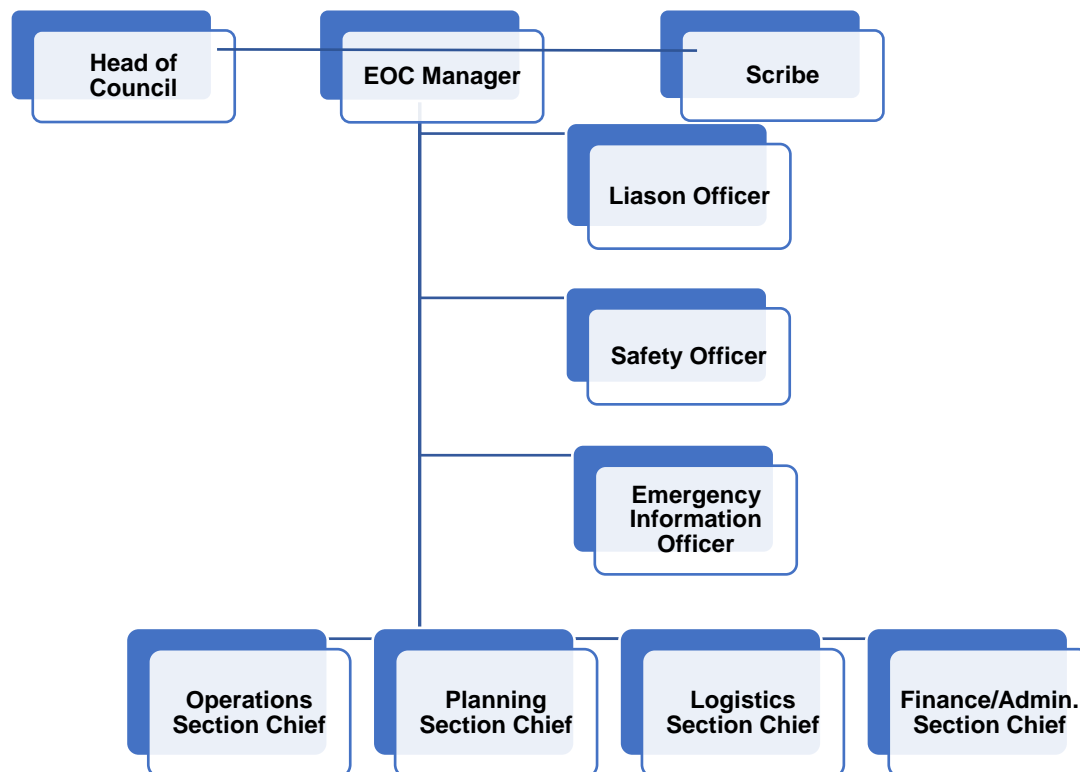 Head of
Council
EOC Manager
Scribe
Liason Officer
Safety Officer
Emergency
Information
Officer
Operations
Section Chief
Planning
Section Chief
Logistics
Section Chief
Finance/Admin.
Section Chief